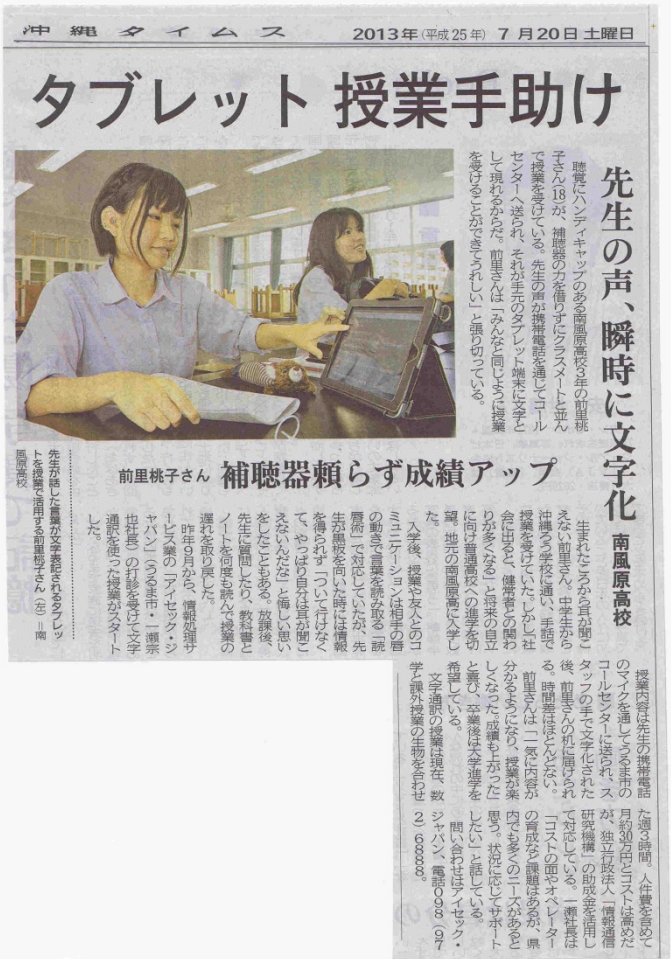 沖縄タイムス
2013年(平成25年) 7月20日土曜日
タブレット 授業手助け
先生の声、瞬時に文字化
南風原高校
聴覚にハンディキャップのある南風原高校3年の前里桃
子さん(18)が、補聴器の力を借りずにクラスメートと並ん
で授業を受けている。先生の声が携帯電話を通じてコール
センターへ送られ、それが手元のタブレット端末に文字と
して現れるからだ。前里さんは「みんなと同じように授業
を受けることができてうれしい」と張り切っている。
前里桃子さん 補聴器頼らず成績アップ
先生が話した言葉が文字表記されるタブレッ
トを授業で活用する前里桃子さん(左)=南
風原高校
生まれたころから耳が聞こ
えない前里さん。中学生から
沖縄ろう学校に通い、手話で
授業を受けていた。しかし「社
会に出ると、健常者との関わ
りが多くなる」と将来の自立
に向け普通高校への進学を切
望。地元の南風原高に入学し
た。
入学後、授業や友人とのコ
ミュニケーションは相手の唇
の動きで言葉を読み取る「読
唇術」で対応していたが、先
生が黒板を向いた時には情報
を得られず「ついて行けなく
て、やっぱり自分は耳が聞こ
えないんだな」と悔しい思い
をしたこともある。放課後、
先生に質問したり、教科書と
ノートを何度も読んで授業の
遅れを取り戻した。
昨年9月から、情報処理サ
ービス業の「アイセック・ジ
ャパン」(うるま市・一瀬宗
也社長)の打診を受けて文字
通訳を使った授業がスタート
した。
授業内容は先生の携帯電話
のマイクを通してうるま市の
コールセンターに送られ、ス
タッフの手で文字化された
後、前里さんの机に届けられ
る。時間差はほとんどない。
前里さんは「一気に内容が
分かるようになり、授業が楽
しくなった。成績も上がった」
と喜び、卒業後は大学進学を
希望している。
文字通訳の授業は現在、数
学と課外授業の生物を合わせ
た週3時間。人件費を含めて
月約30万円とコストは高めだ
が、独立行政法人「情報通信
研究機構」の助成金を活用し
て対応している。一瀬社長は
「コストの面やオペレーター
の育成など課題はあるが、県
内でも多くのニーズがあると
思う。状況に応じてサポート
したい」と話している。
問い合わせはアイセック・
ジャパン、電話098(97
2)6888。